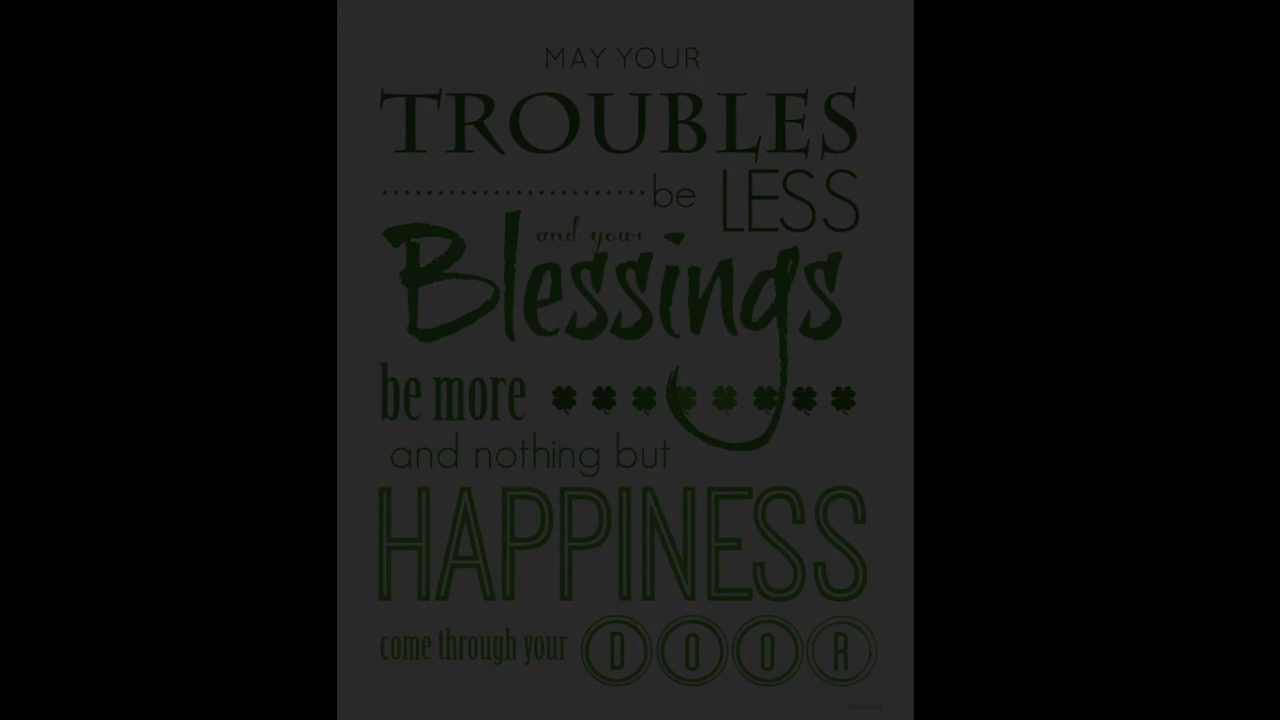 MAY YOUR
TROUBLES
be LESS
and your
Blessings
be more
and nothing but
HAPPINESS
come through your DOOR